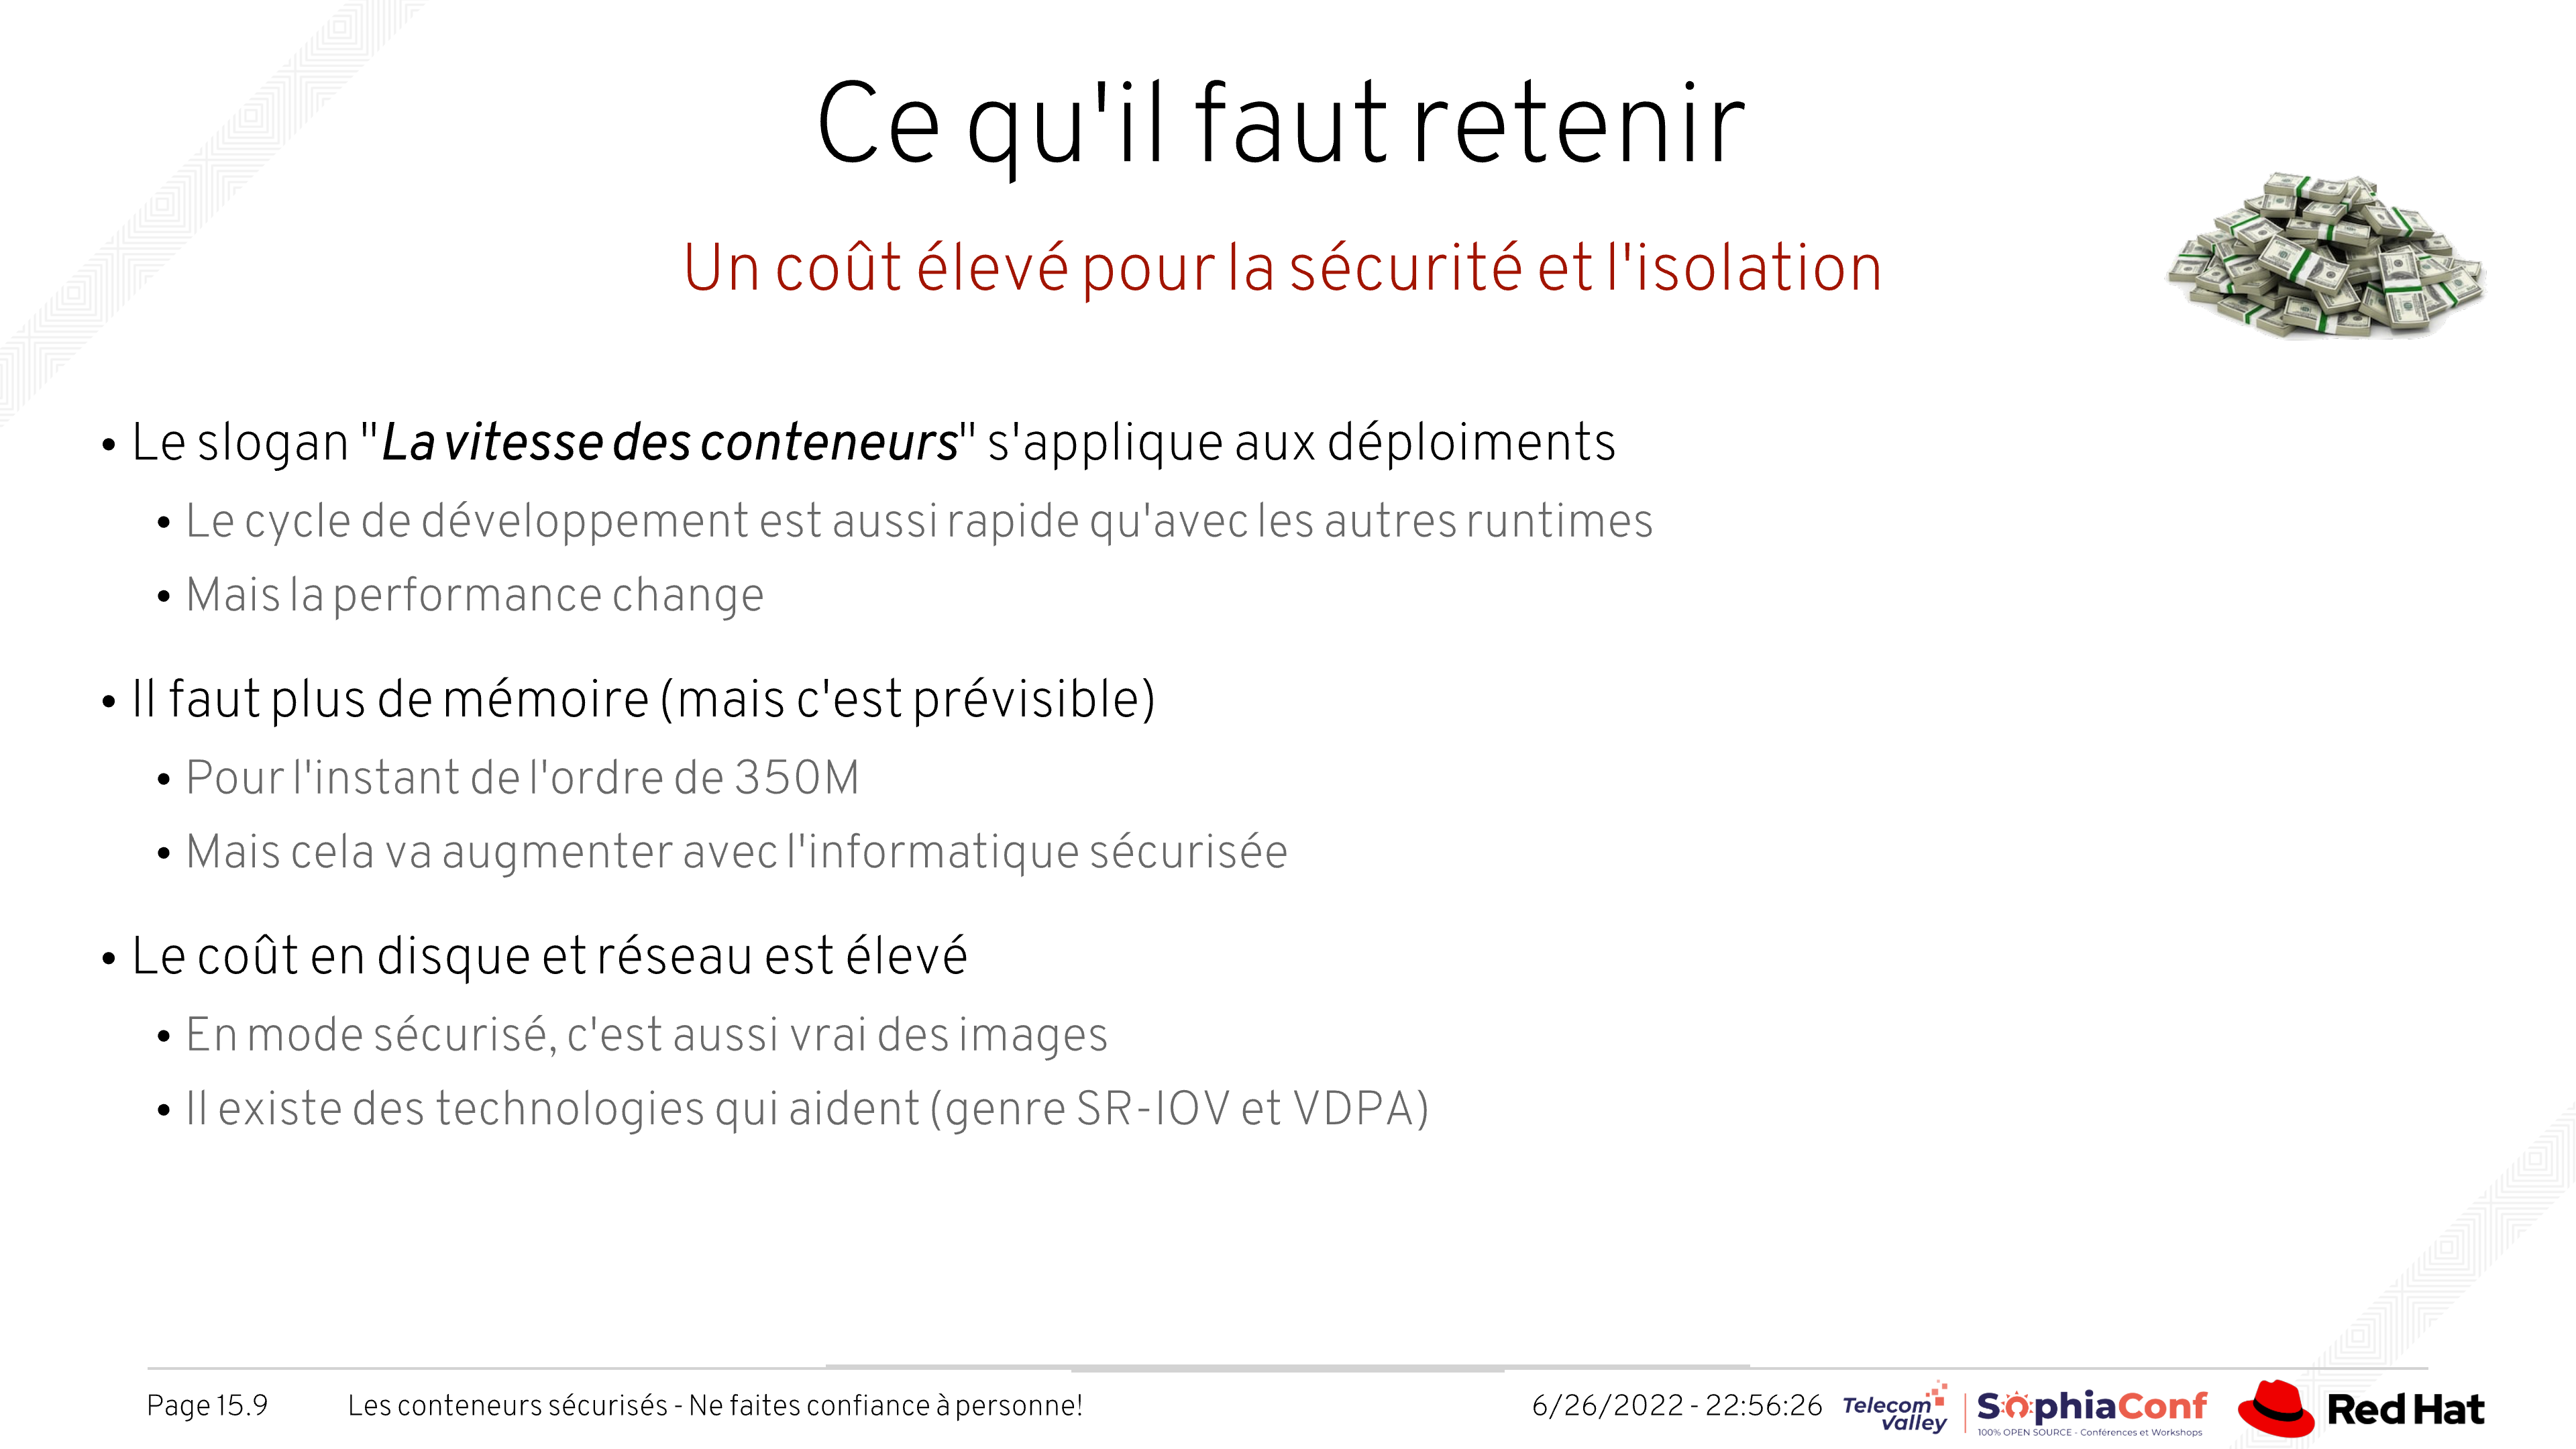 Ce qu'il faut retenir
Un coût élevé pour la sécurité et l'isolation
• Le slogan "La vitesse des conteneurs" s'applique aux déploiments
• Le cycle de développement est aussi rapide qu'avec les autres runtimes
• Mais la performance change
• Il faut plus de mémoire (mais c'est prévisible)
• Pour l'instant de l'ordre de 350M
• Mais cela va augmenter avec l'informatique sécurisée
• Le coût en disque et réseau est élevé
• En mode sécurisé, c'est aussi vrai des images
• Il existe des technologies qui aident (genre SR-IOV et VDPA)
Page 15.9 Les conteneurs sécurisés - Ne faites confiance à personne! 6/26/2022 - 22:56:26
Telecom Valley
SophiaConf
100% OPEN SOURCE - Conférences et Workshops
Red Hat